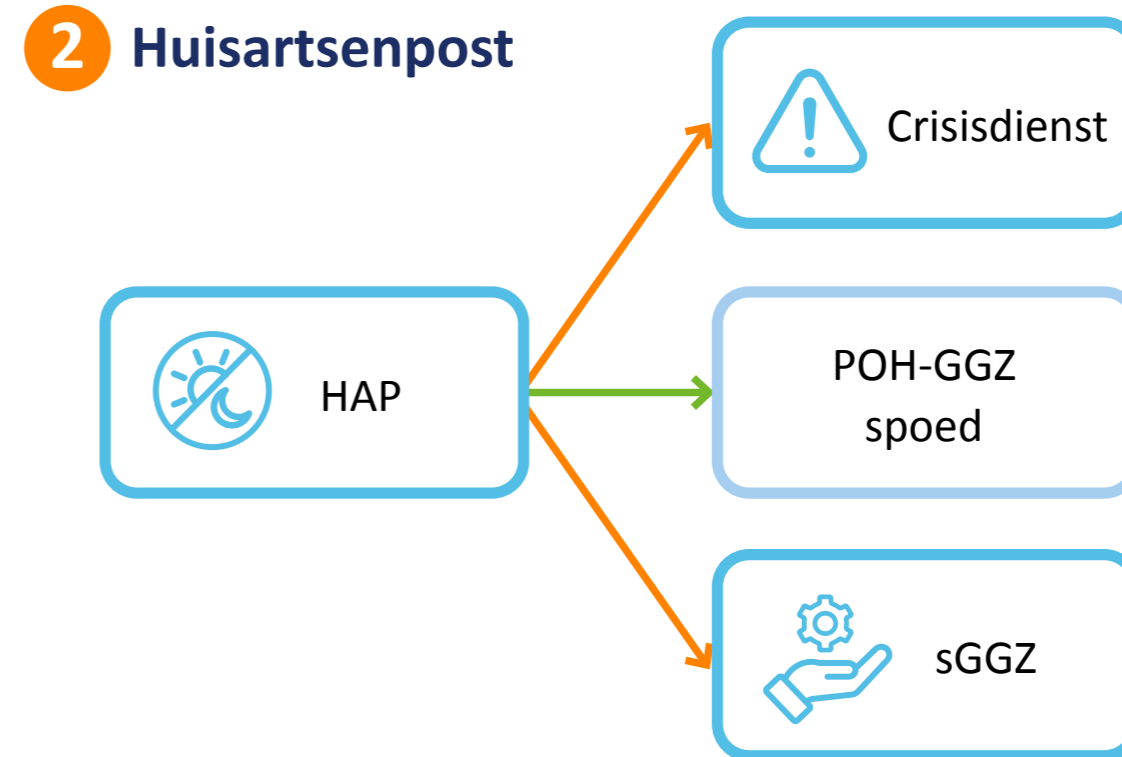 2 Huisartsenpost
Crisisdienst
HAP
POH-GGZ
spoed
sGGZ